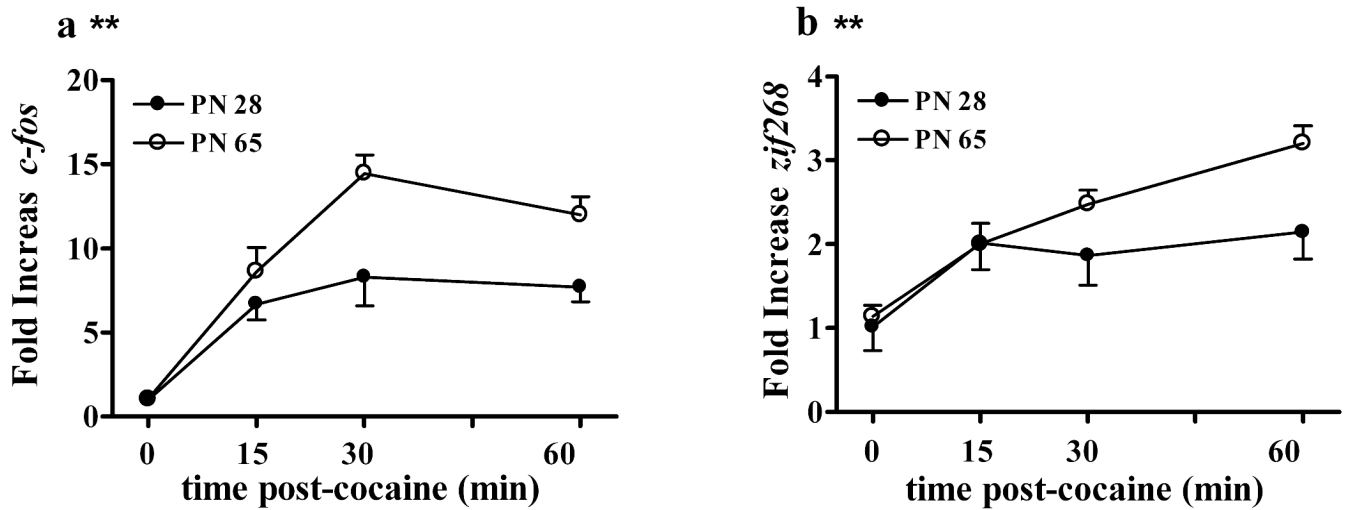 a **
20
15
10
5
0
Fold Increas c-fos
PN 28
PN 65
0 15 30 60
time post-cocaine (min)
b **
4
3
2
1
0
Fold Increase zif268
PN 28
PN 65
0 15 30 60
time post-cocaine (min)